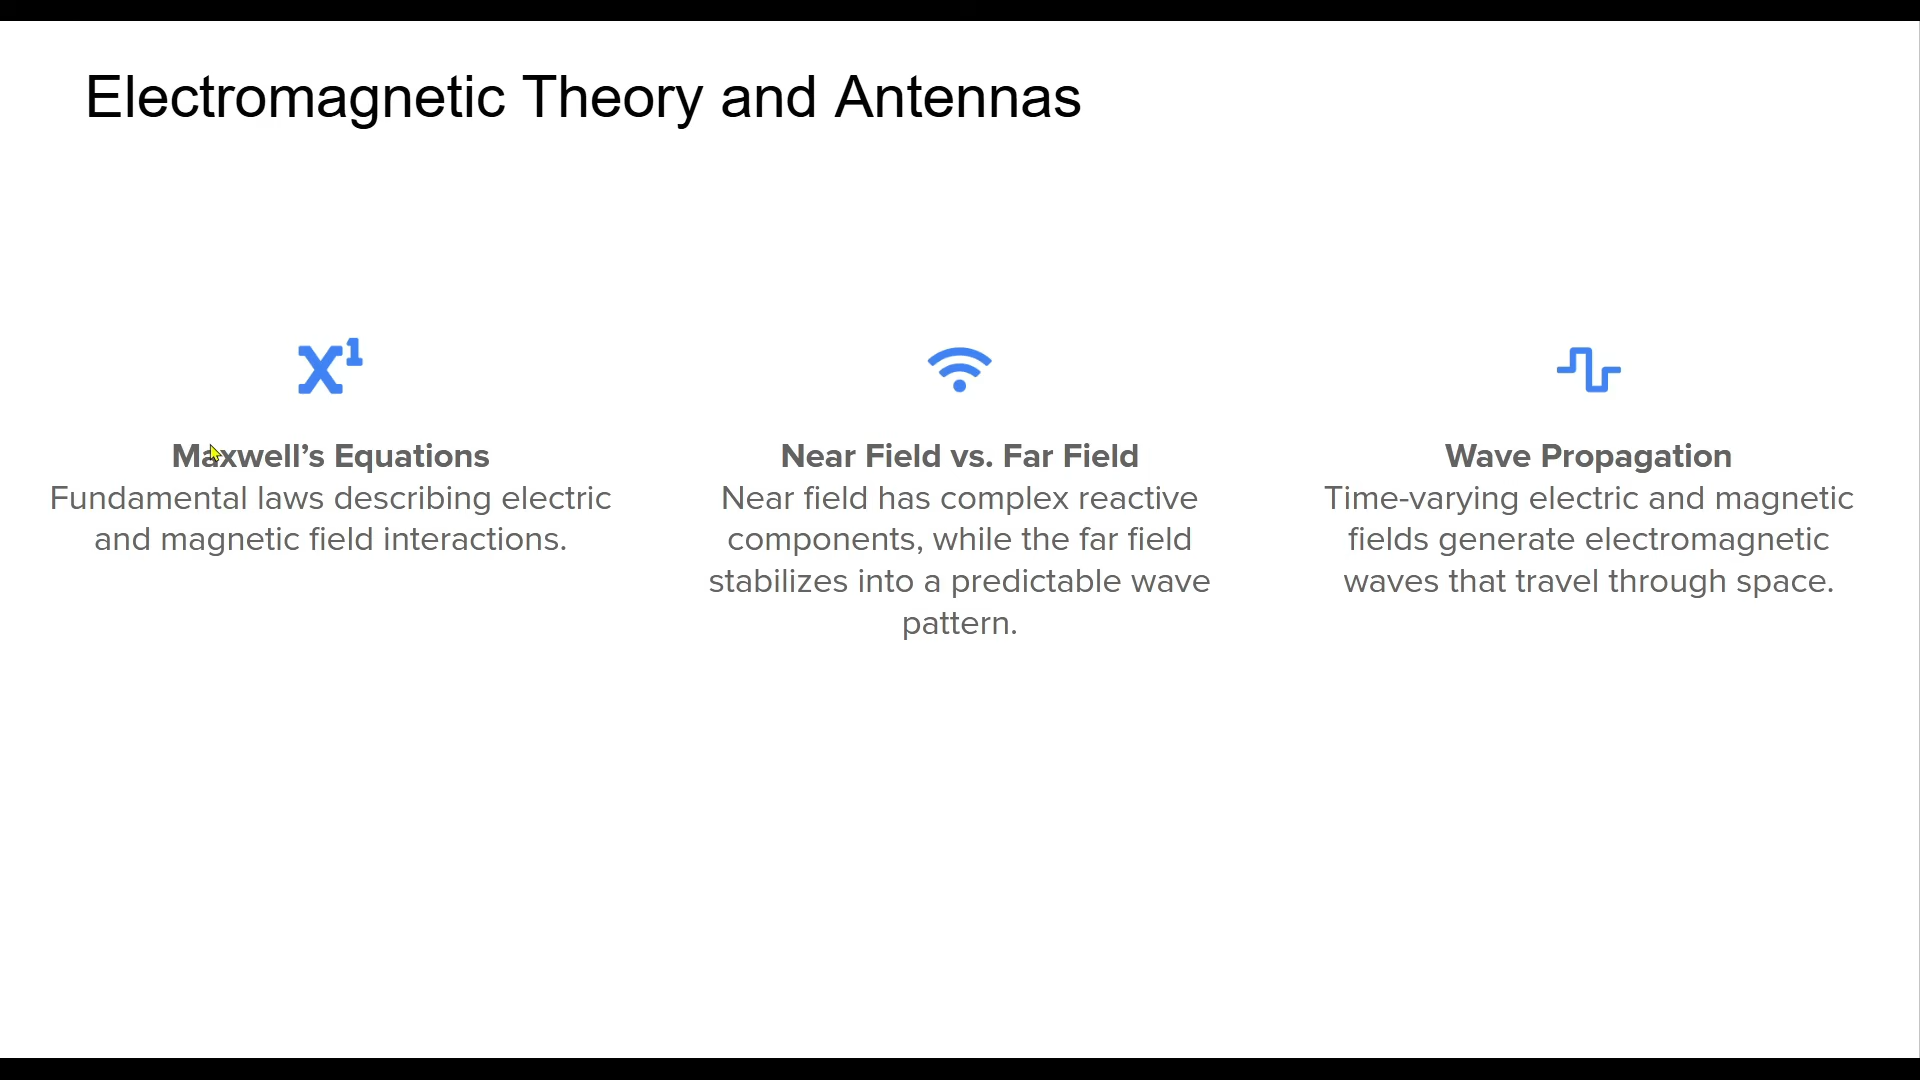 Electromagnetic Theory and Antennas
x¹
Maxwell’s Equations
Fundamental laws describing electric
and magnetic field interactions.
Near Field vs. Far Field
Near field has complex reactive
components, while the far field
stabilizes into a predictable wave
pattern.
Wave Propagation
Time-varying electric and magnetic
fields generate electromagnetic
waves that travel through space.